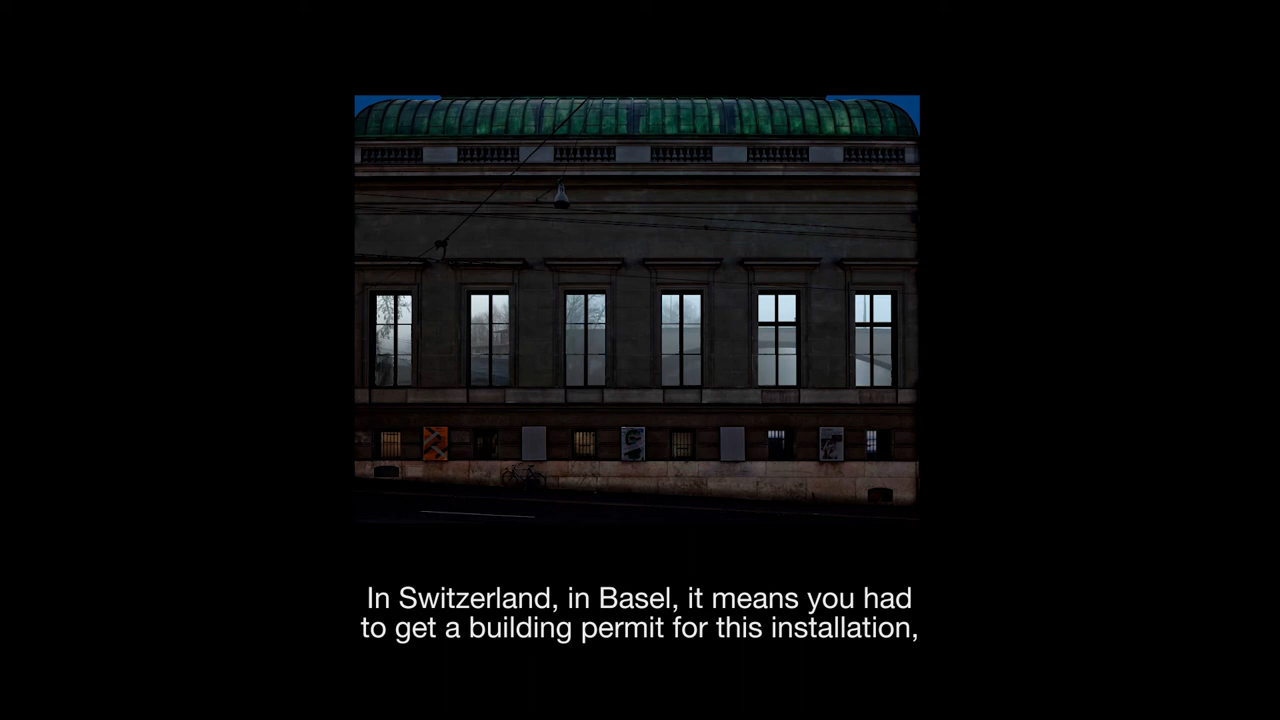 In Switzerland, in Basel, it means you had
to get a building permit for this installation,